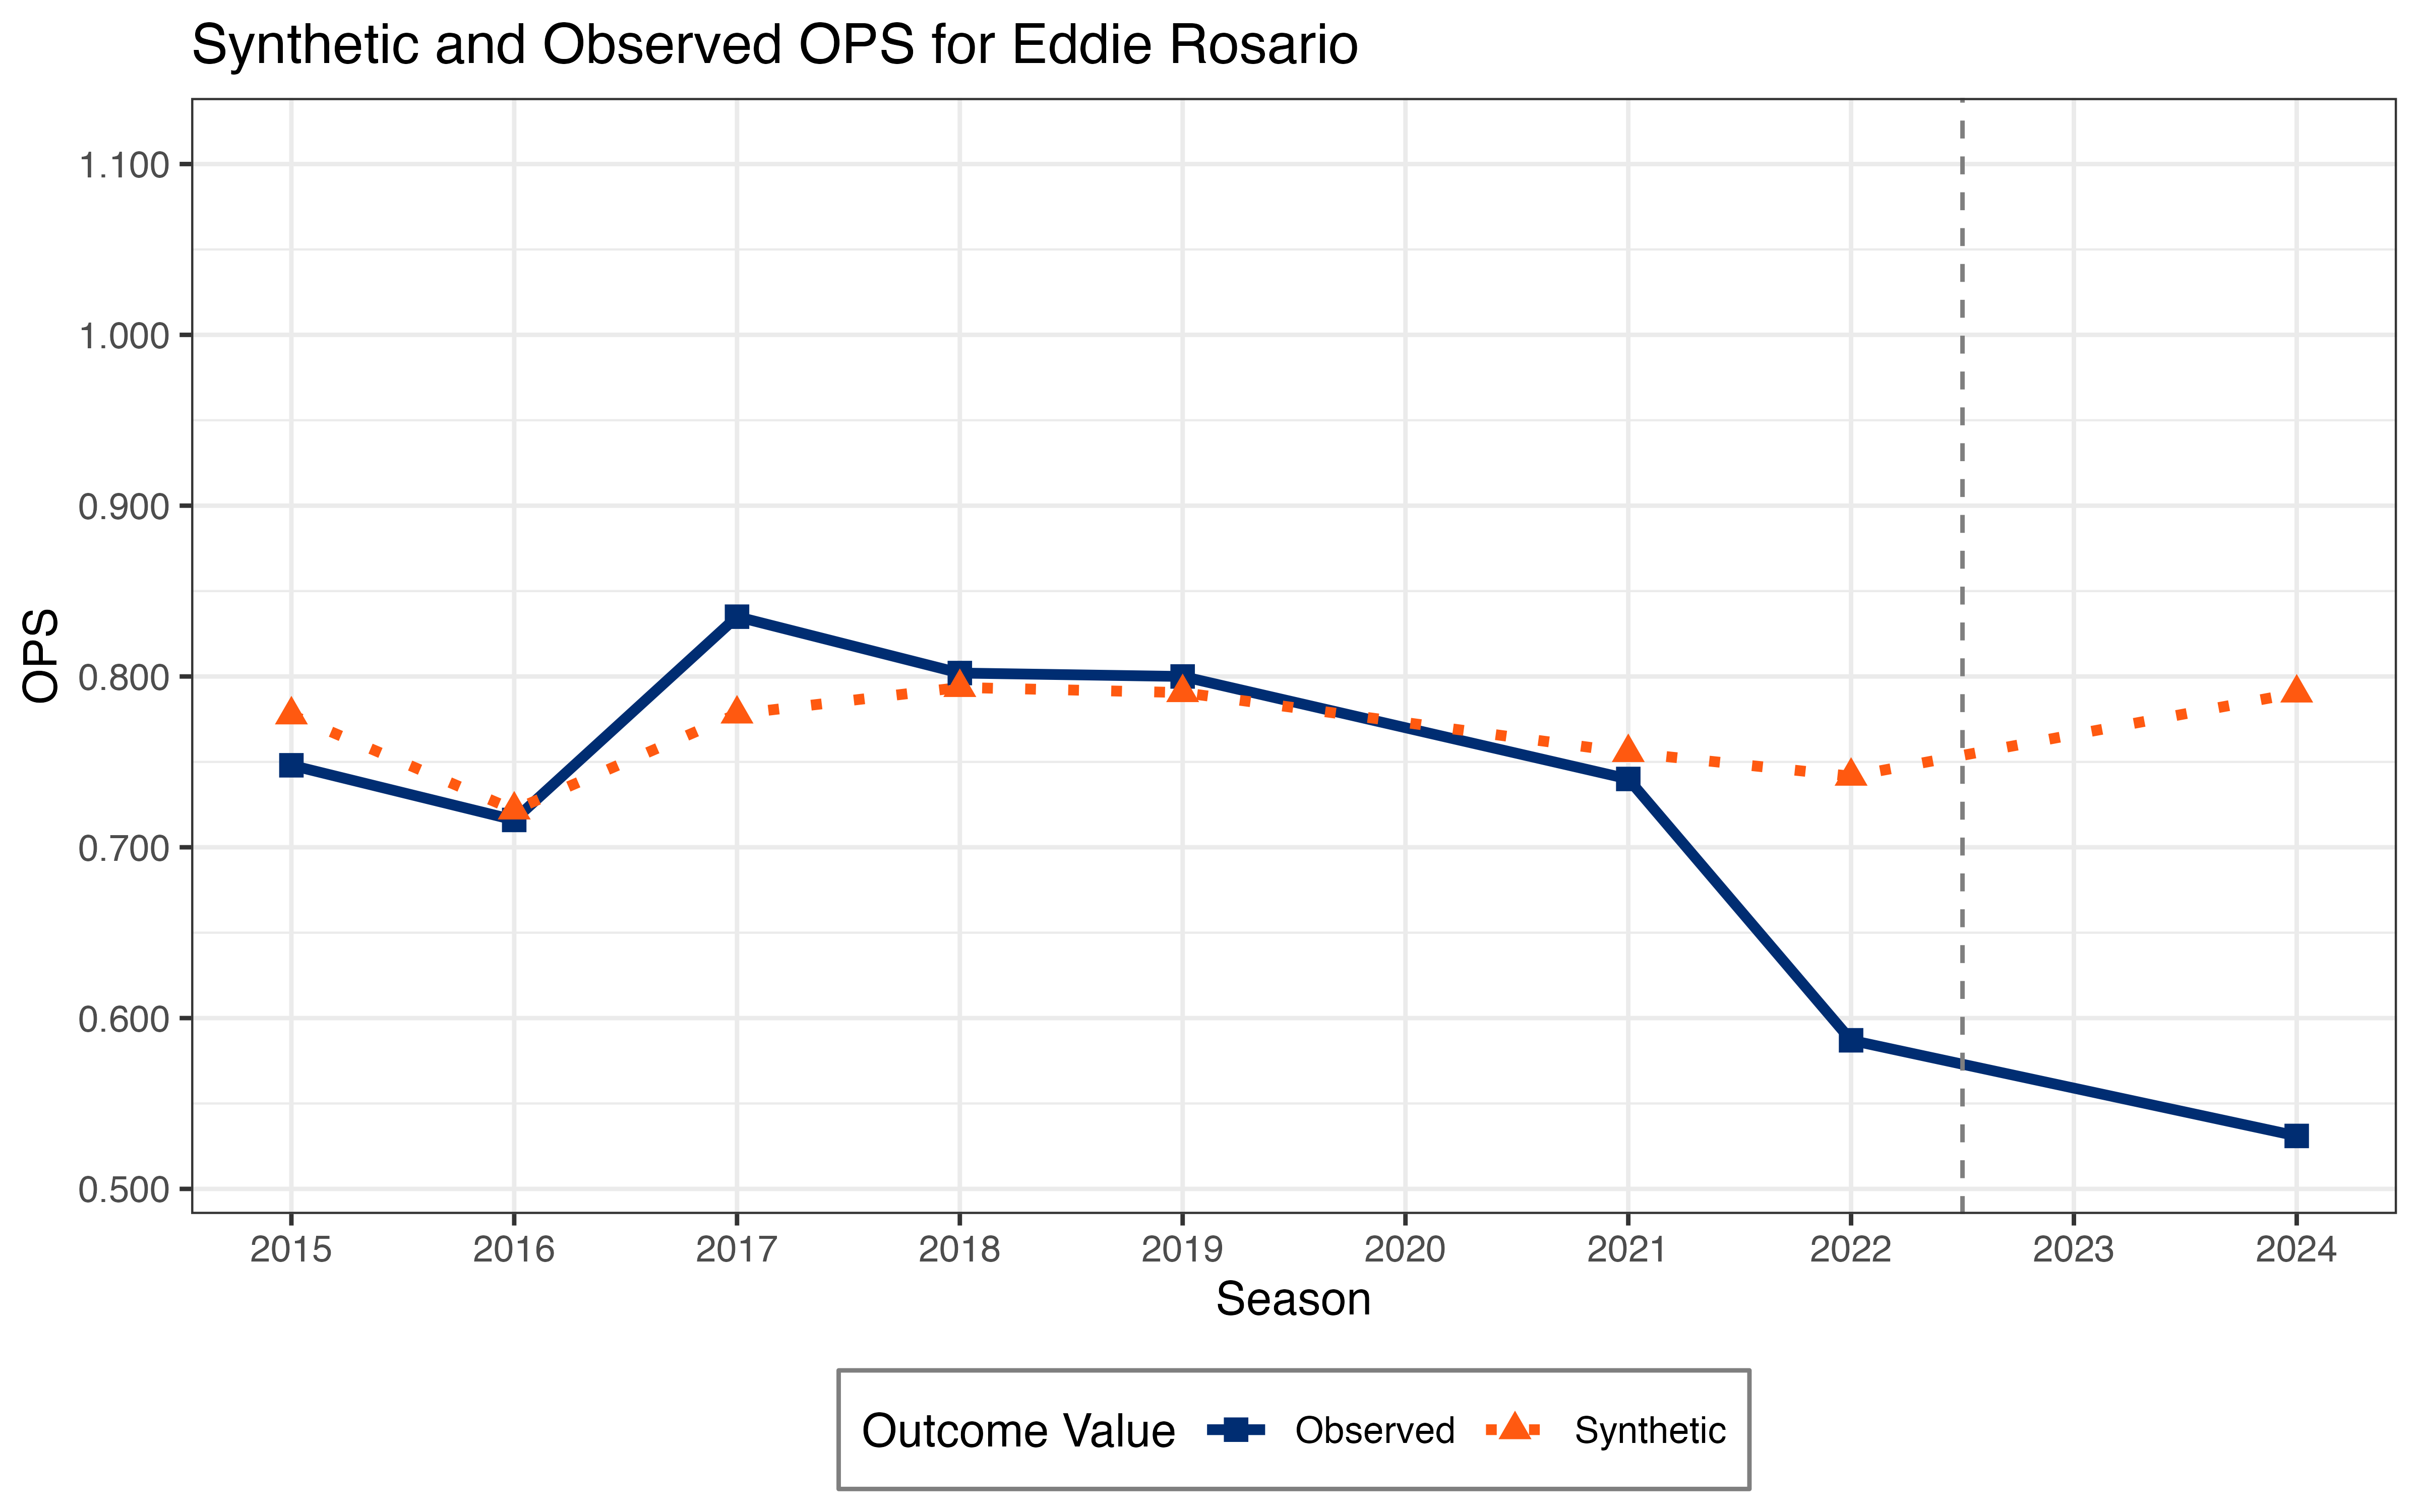 Synthetic and Observed OPS for Eddie Rosario
1.100
1.000
0.900
0.800
0.700
0.600
0.500
OPS
2015 2016 2017 2018 2019 2020 2021 2022 2023 2024
Season
Outcome Value Observed Synthetic